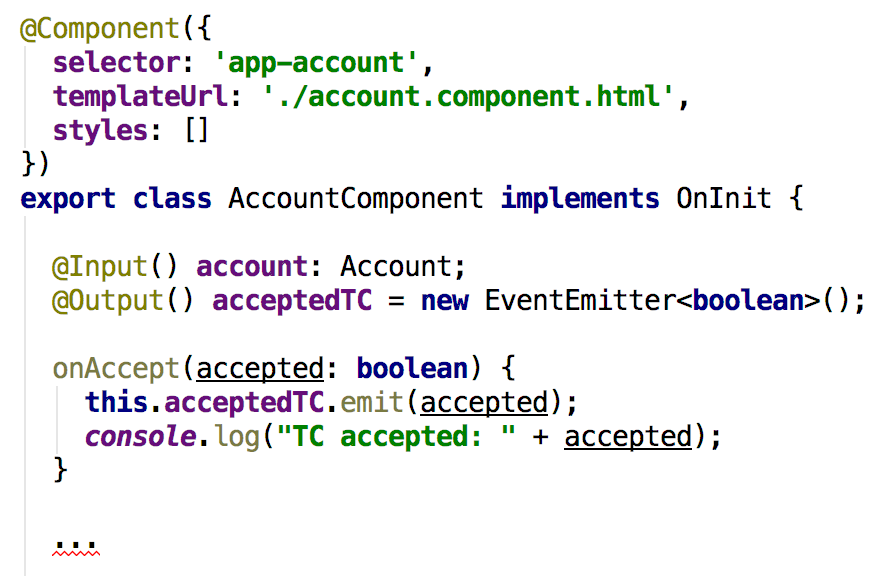 @Component({
  selector: 'app-account',
  templateUrl: './account.component.html',
  styles: []
})
export class AccountComponent implements OnInit {

  @Input() account: Account;
  @Output() acceptedTC = new EventEmitter<boolean>();

  onAccept(accepted: boolean) {
    this.acceptedTC.emit(accepted);
    console.log("TC accepted: " + accepted);
  }

  ...